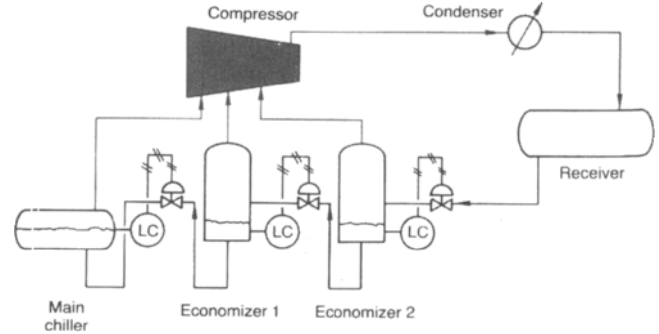 Compressor
Condenser
Receiver
LC
LC
LC
Main
chiller
Economizer 1
Economizer 2